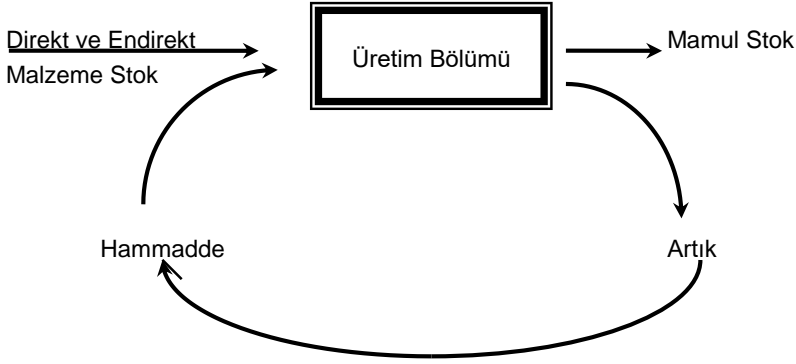 Direkt ve Endirekt
Malzeme Stok
Üretim Bölümü
Mamul Stok
Hammadde
Artık